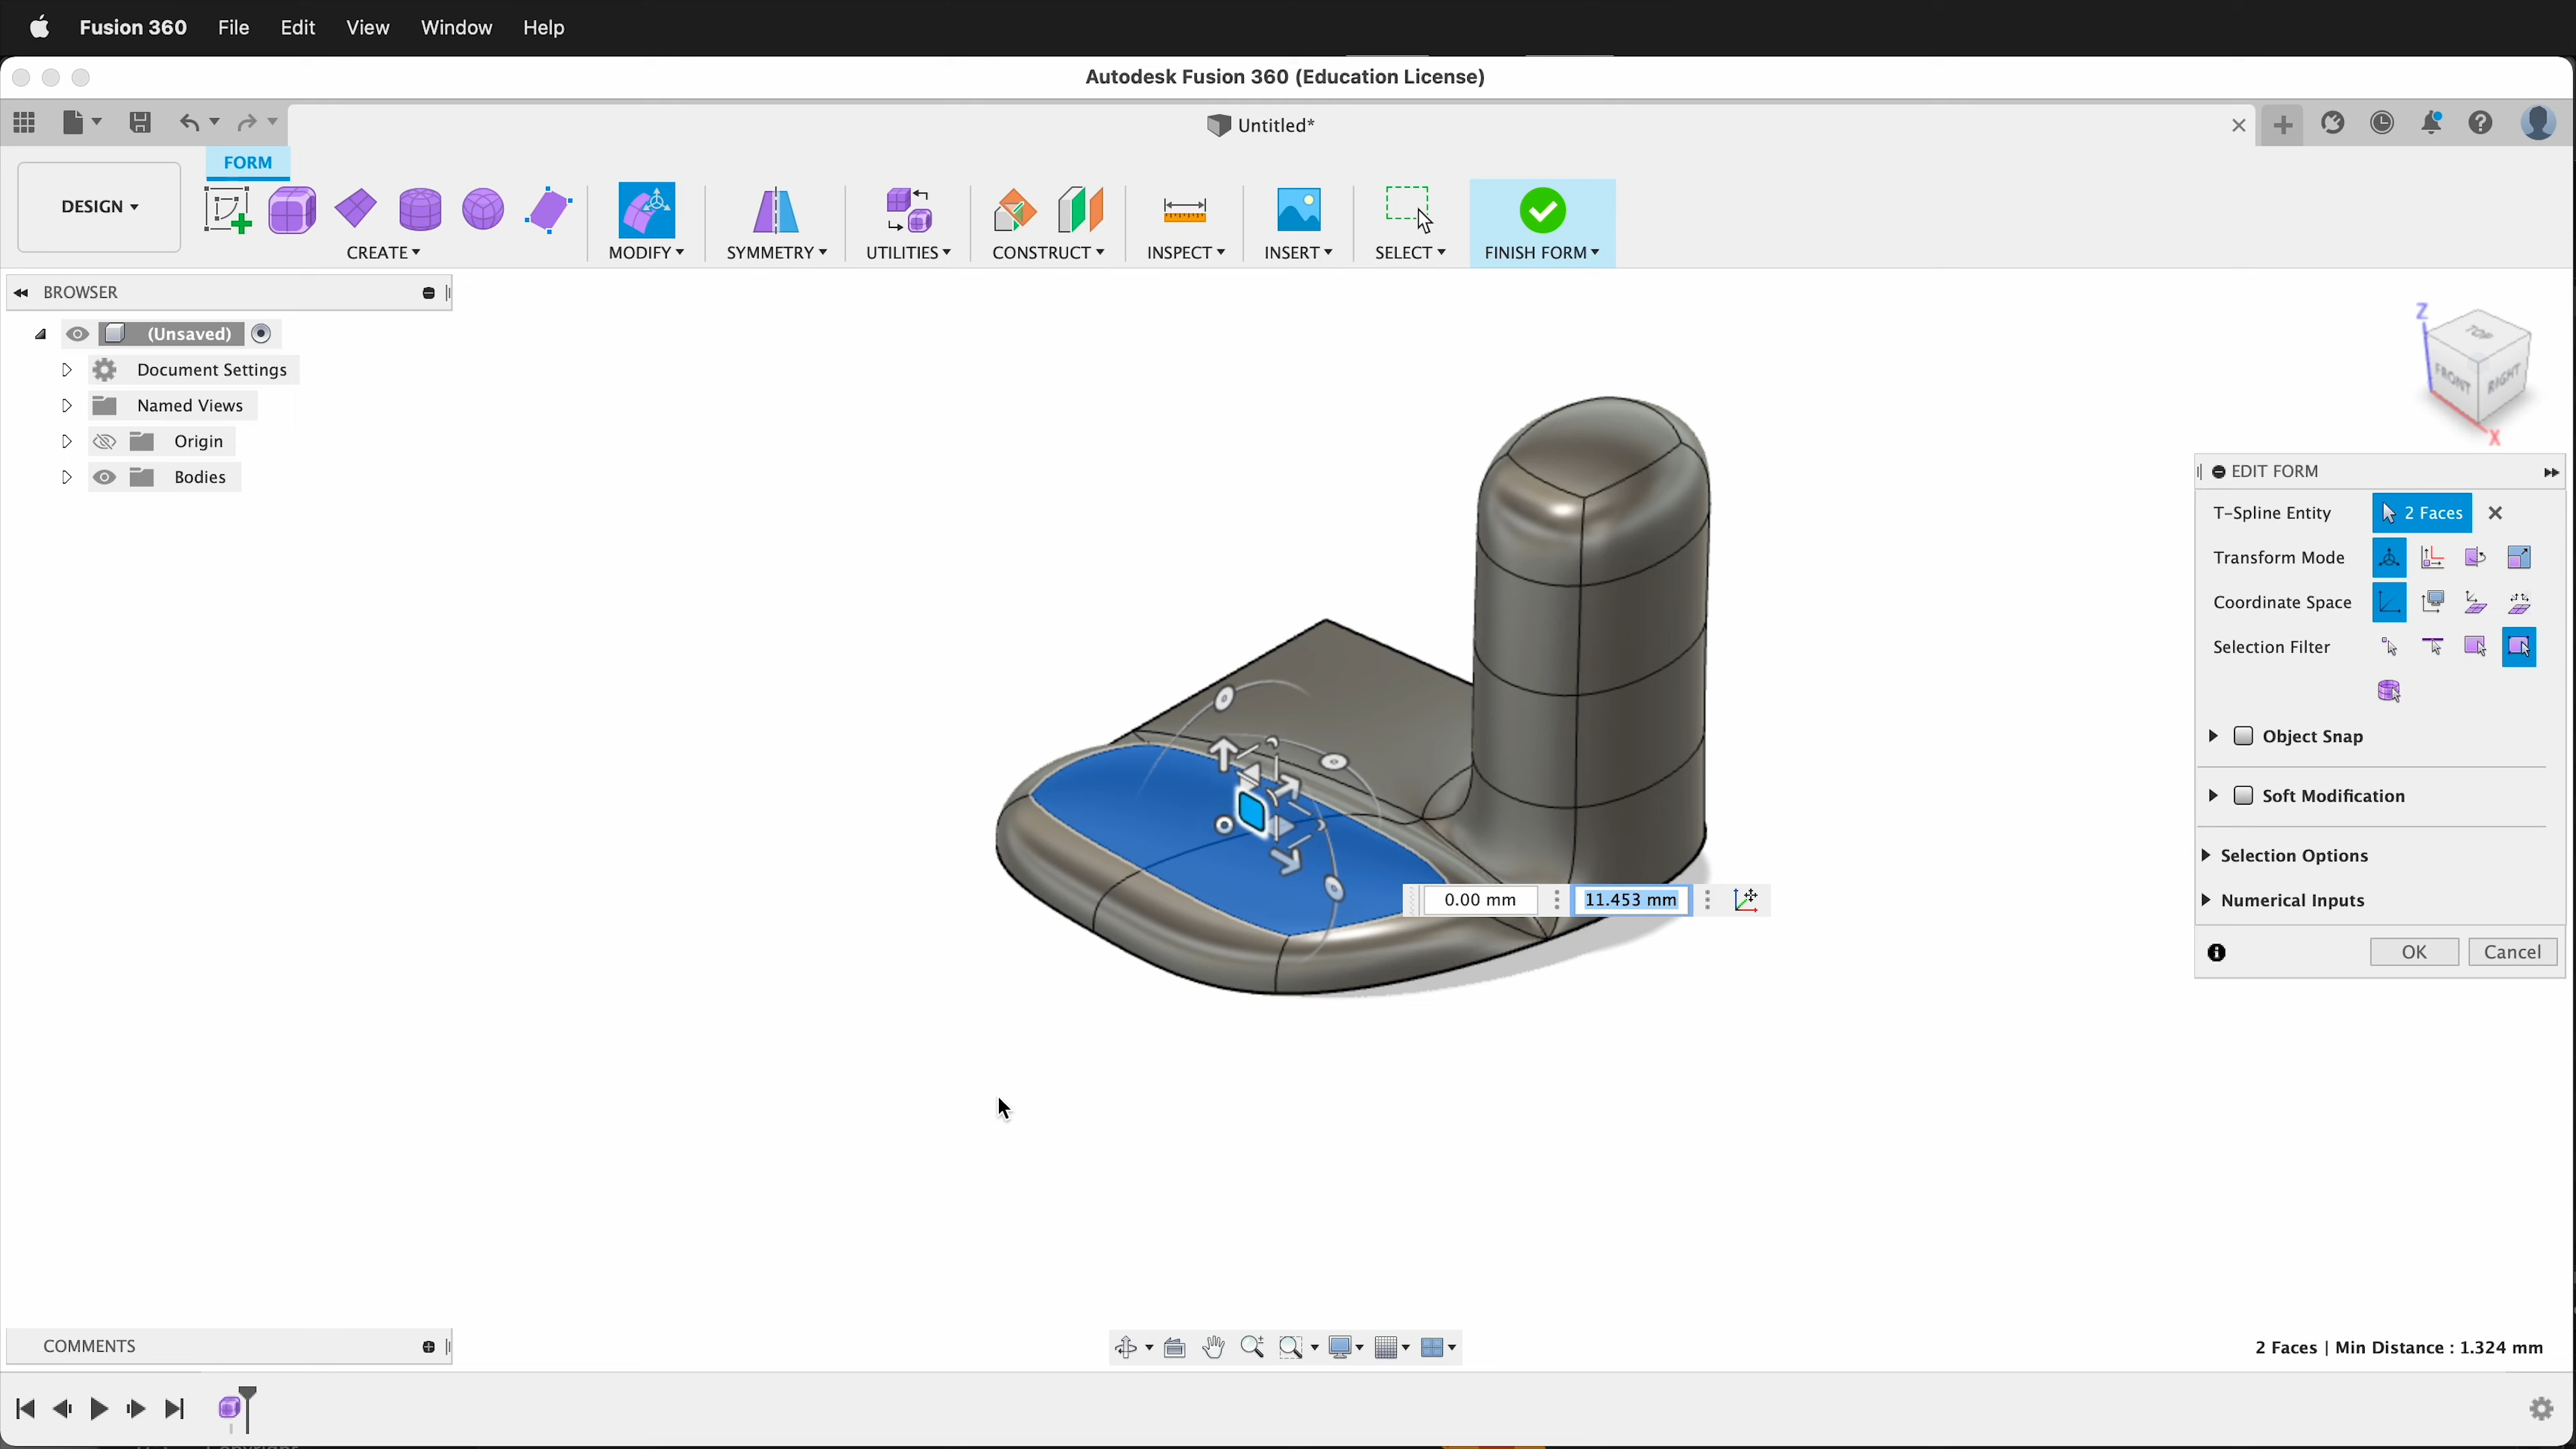 Fusion 360 File Edit View Window Help
Autodesk Fusion 360 (Education License)
Untitled*
FORM
DESIGN
CREATE MODIFY SYMMETRY UTILITIES CONSTRUCT INSPECT INSERT SELECT FINISH FORM
BROWSER
(Unsaved)
Document Settings
Named Views
Origin
Bodies
Z
TOP
FRONT RIGHT
X
EDIT FORM
T-Spline Entity 2 Faces
Transform Mode
Coordinate Space
Selection Filter
Object Snap
Soft Modification
Selection Options
Numerical Inputs
OK Cancel
0.00 mm 11.453 mm
COMMENTS
2 Faces | Min Distance : 1.324 mm